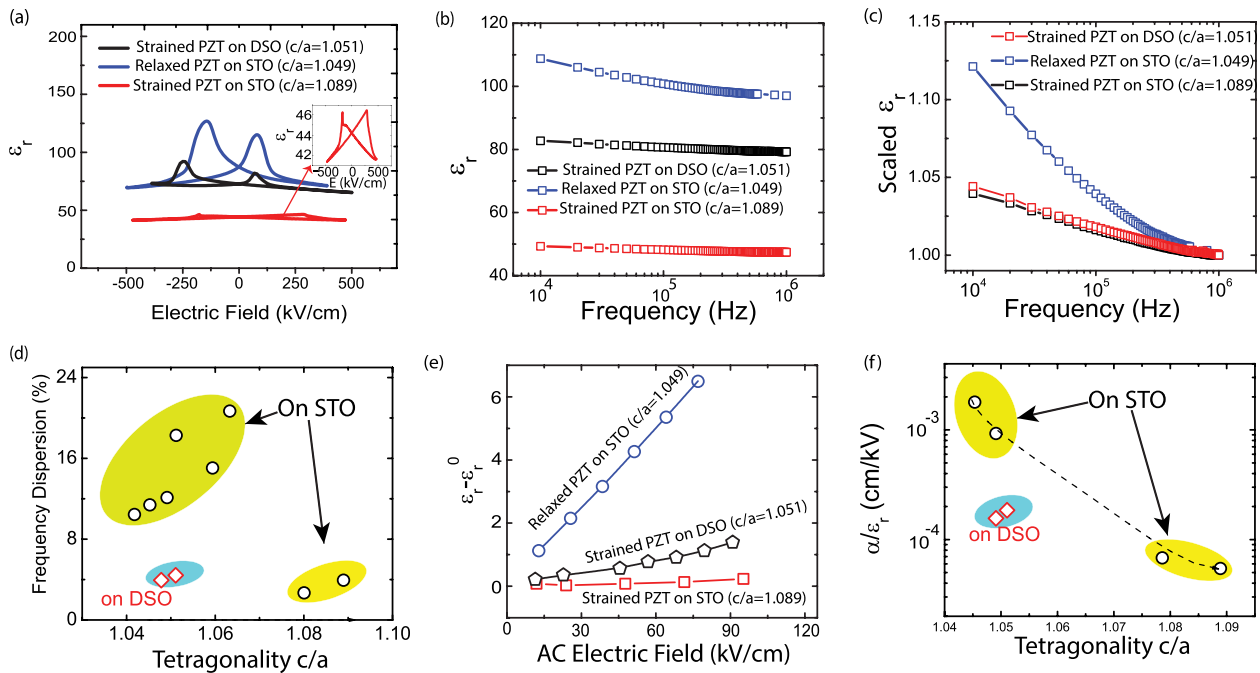 (a)
Strained PZT on DSO (c/a=1.051)
Relaxed PZT on STO (c/a=1.049)
Strained PZT on STO (c/a=1.089)
200
150
100
50
0
εr
-500 -250 0 250 500
Electric Field (kV/cm)
46
44
42
εr
-500 0 500
E (kV/cm)
(b)
120
100
80
60
40
εr
Strained PZT on DSO (c/a=1.051)
Relaxed PZT on STO (c/a=1.049)
Strained PZT on STO (c/a=1.089)
10^4 10^5 10^6
Frequency (Hz)
(c)
1.15
1.10
1.05
1.00
Scaled εr
Strained PZT on DSO (c/a=1.051)
Relaxed PZT on STO (c/a=1.049)
Strained PZT on STO (c/a=1.089)
10^4 10^5 10^6
Frequency (Hz)
(d)
24
20
16
12
8
4
0
Frequency Dispersion (%)
On STO
on DSO
1.04 1.06 1.08 1.10
Tetragonality c/a
(e)
6
4
2
0
εr-εr^0
Relaxed PZT on STO (c/a=1.049)
Strained PZT on DSO (c/a=1.051)
Strained PZT on STO (c/a=1.089)
0 30 60 90 120
AC Electric Field (kV/cm)
(f)
10^-3
10^-4
α/εr (cm/kV)
On STO
on DSO
1.04 1.05 1.06 1.07 1.08 1.09
Tetragonality c/a